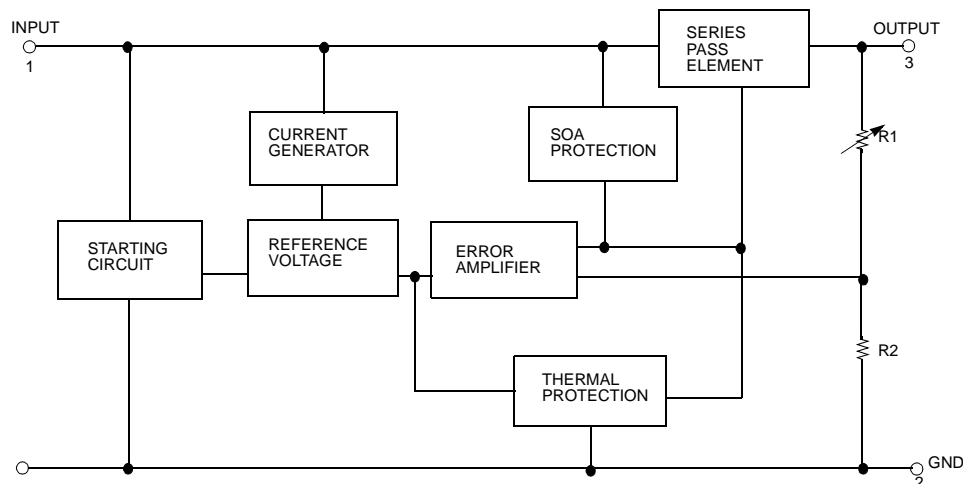 INPUT
1
SERIES
PASS
ELEMENT
OUTPUT
3
CURRENT
GENERATOR
SOA
PROTECTION
R1
STARTING
CIRCUIT
REFERENCE
VOLTAGE
ERROR
AMPLIFIER
R2
THERMAL
PROTECTION
GND
2